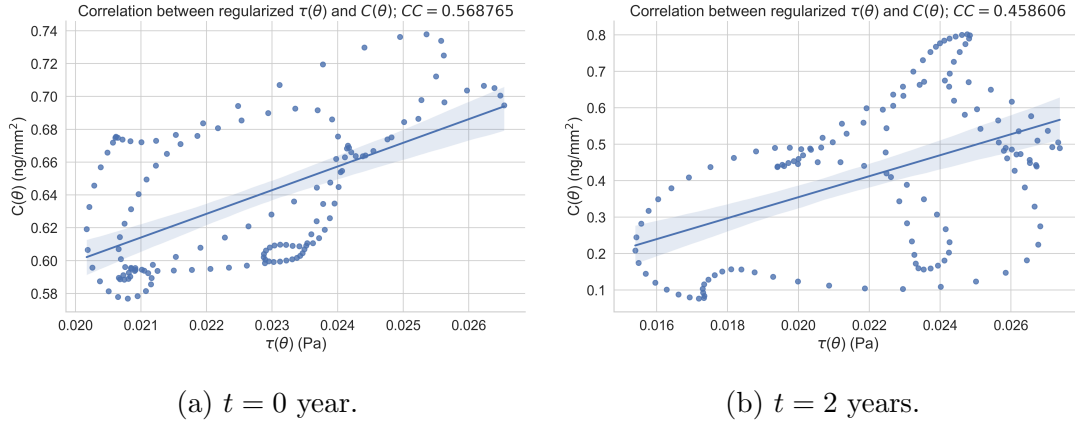 Correlation between regularized τ(θ) and C(θ); CC = 0.568765
0.74
0.72
0.70
0.68
0.66
0.64
0.62
0.60
0.58
C(θ) (ng/mm²)
0.020 0.021 0.022 0.023 0.024 0.025 0.026
τ(θ) (Pa)
(a) t = 0 year.
Correlation between regularized τ(θ) and C(θ); CC = 0.458606
0.8
0.7
0.6
0.5
0.4
0.3
0.2
0.1
C(θ) (ng/mm²)
0.016 0.018 0.020 0.022 0.024 0.026
τ(θ) (Pa)
(b) t = 2 years.